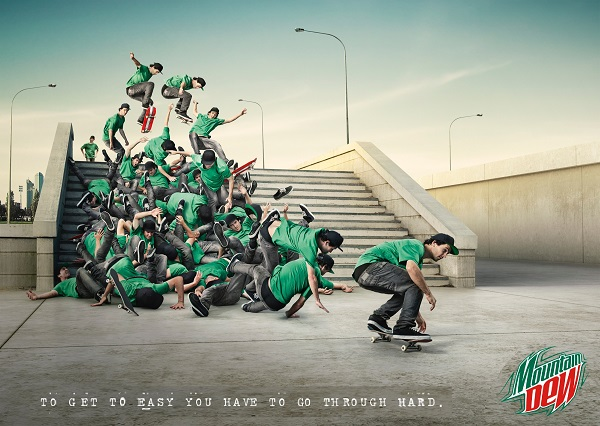 TO GET TO EASY YOU HAVE TO GO THROUGH HARD.
Mountain
DEW